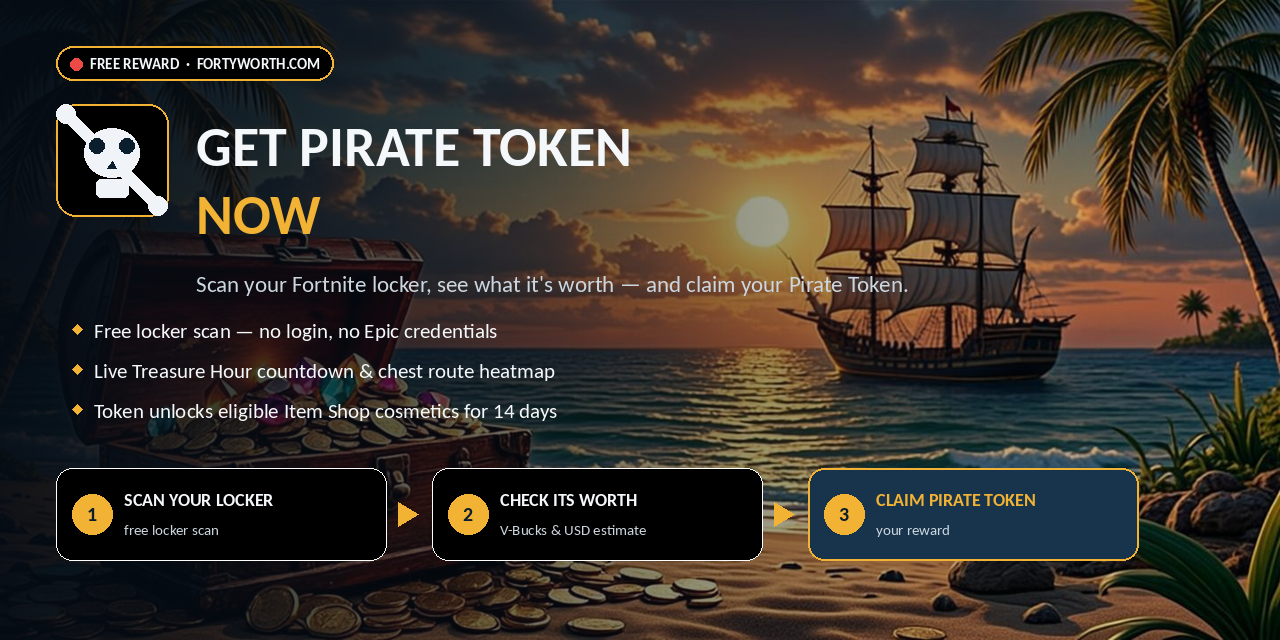 FREE REWARD · FORTYWORTH.COM
GET PIRATE TOKEN
NOW
Scan your Fortnite locker, see what it's worth — and claim your Pirate Token.
Free locker scan — no login, no Epic credentials
Live Treasure Hour countdown & chest route heatmap
Token unlocks eligible Item Shop cosmetics for 14 days
1
SCAN YOUR LOCKER
free locker scan
2
CHECK ITS WORTH
V-Bucks & USD estimate
3
CLAIM PIRATE TOKEN
your reward